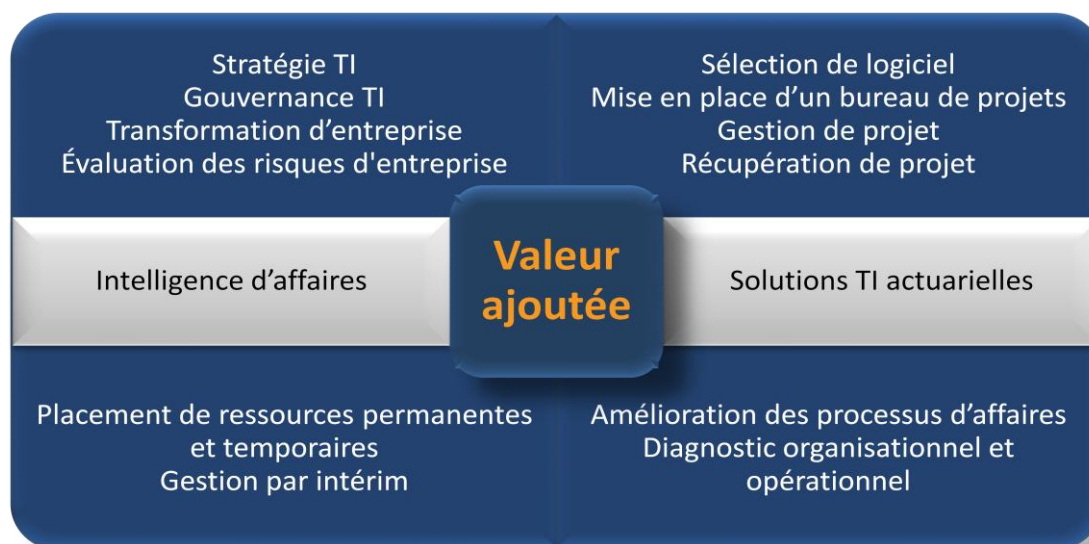 Stratégie TI
Gouvernance TI
Transformation d’entreprise
Évaluation des risques d'entreprise
Sélection de logiciel
Mise en place d’un bureau de projets
Gestion de projet
Récupération de projet
Intelligence d’affaires
Valeur
ajoutée
Solutions TI actuarielles
Placement de ressources permanentes
et temporaires
Gestion par intérim
Amélioration des processus d’affaires
Diagnostic organisationnel et
opérationnel